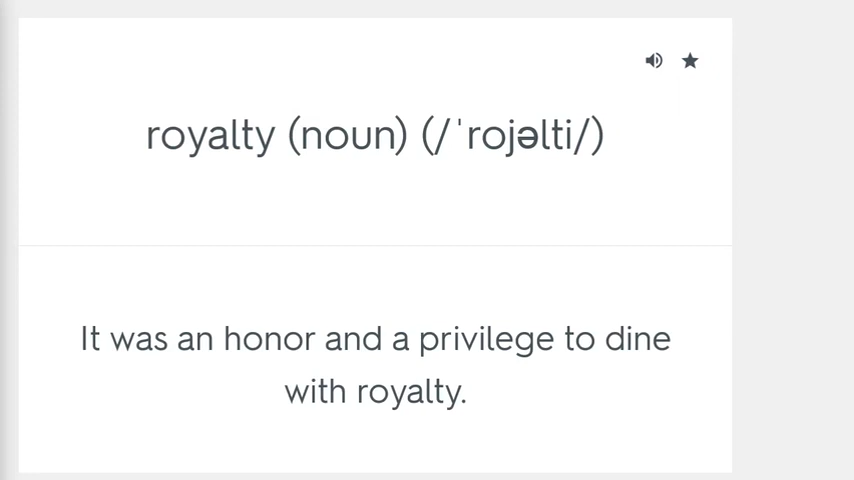 royalty (noun) (/ˈrojəlti/)
It was an honor and a privilege to dine
with royalty.